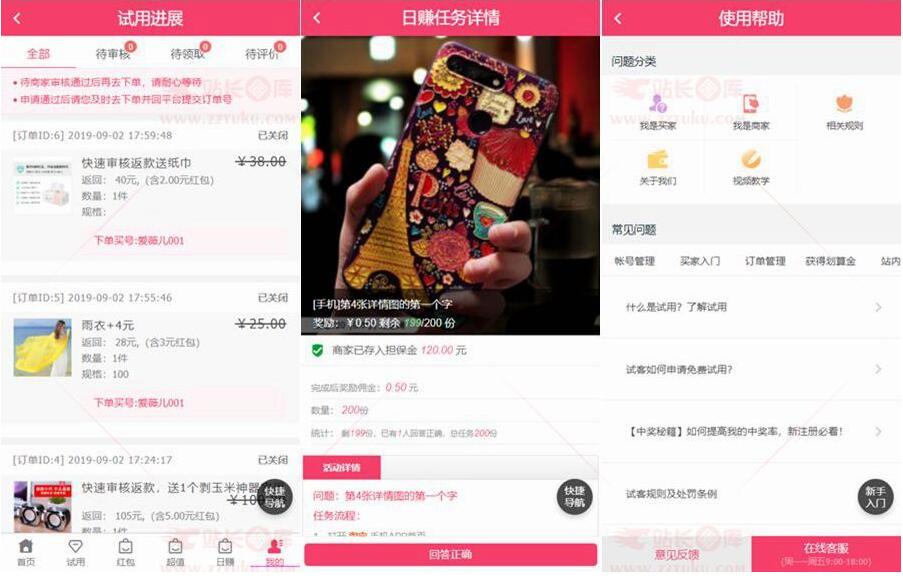 试用进展
全部
待审核
0
待领取
0
待评价
0
• 待商家审核通过后再去下单，请耐心等待
• 申请通过后请您及时去下单并回平台提交订单号
[订单ID:6] 2019-09-02 17:59:48
已关闭
快速审核返款送纸巾
￥38.00
返回： 40元，(含2.00元红包)
数量：1件
规格：
下单买号:爱薇儿001
[订单ID:5] 2019-09-02 17:55:46
已关闭
雨衣+4元
￥25.00
返回： 28元，(含3元红包)
数量：1件
规格：100
下单买号:爱薇儿001
[订单ID:4] 2019-09-02 17:24:17
已关闭
快速审核返款，送1个剥玉米神器
￥100
返回： 105元，(含5.00元红包)
数量：1件
快捷
导航
首页
试用
红包
超值
日赚
我的
日赚任务详情
[手机]第4张详情图的第一个字
奖励：￥0.50 剩余 199/200 份
商家已存入担保金 120.00 元
完成后奖励佣金：0.50 元
数量： 200份
统计： 剩199份，已有1人回答正确，总任务200份
活动详情
问题：第4张详情图的第一个字
任务流程：
1、打开 淘宝 手机APP首页
快捷
导航
回答正确
使用帮助
问题分类
我是买家
我是商家
相关规则
关于我们
视频教学
常见问题
帐号管理
买家入门
订单管理
获得划算金
站内
什么是试用？了解试用
试客如何申请免费试用？
【中奖秘籍】如何提高我的中奖率，新注册必看！
试客规则及处罚条例
新手
入门
意见反馈
在线客服
(周一—周五9:00-18:00)
站长仓库
www.zzzuku.com